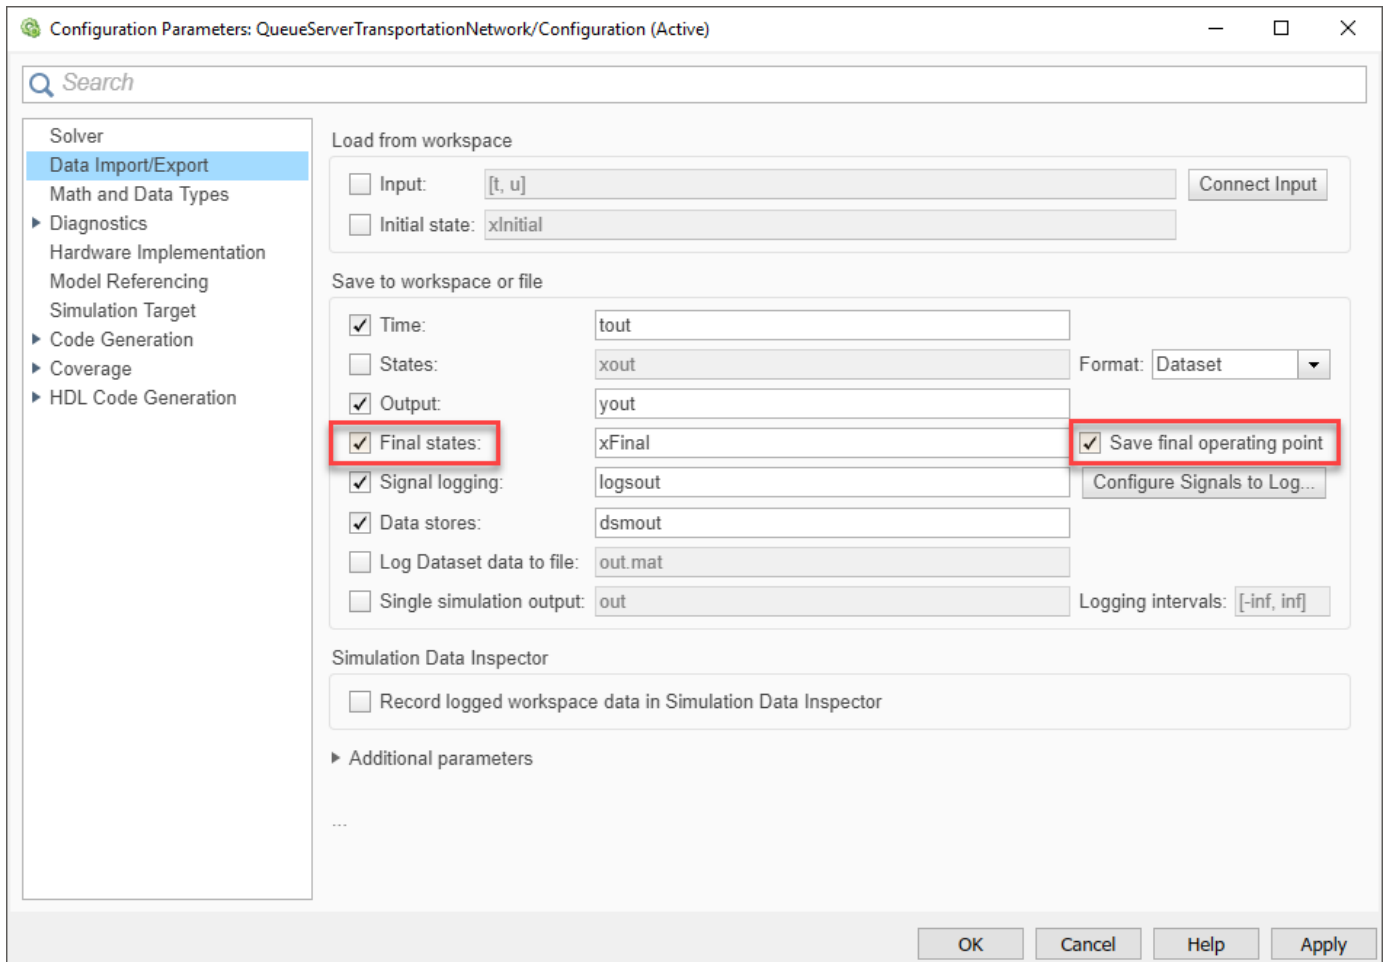 Configuration Parameters: QueueServerTransportationNetwork/Configuration (Active)
Search
Solver
Data Import/Export
Math and Data Types
Diagnostics
Hardware Implementation
Model Referencing
Simulation Target
Code Generation
Coverage
HDL Code Generation
Load from workspace
Input: [t, u] Connect Input
Initial state: xInitial
Save to workspace or file
Time: tout
States: xout Format: Dataset
Output: yout
Final states: xFinal Save final operating point
Signal logging: logsout Configure Signals to Log...
Data stores: dsmout
Log Dataset data to file: out.mat
Single simulation output: out Logging intervals: [-inf, inf]
Simulation Data Inspector
Record logged workspace data in Simulation Data Inspector
Additional parameters
...
OK Cancel Help Apply